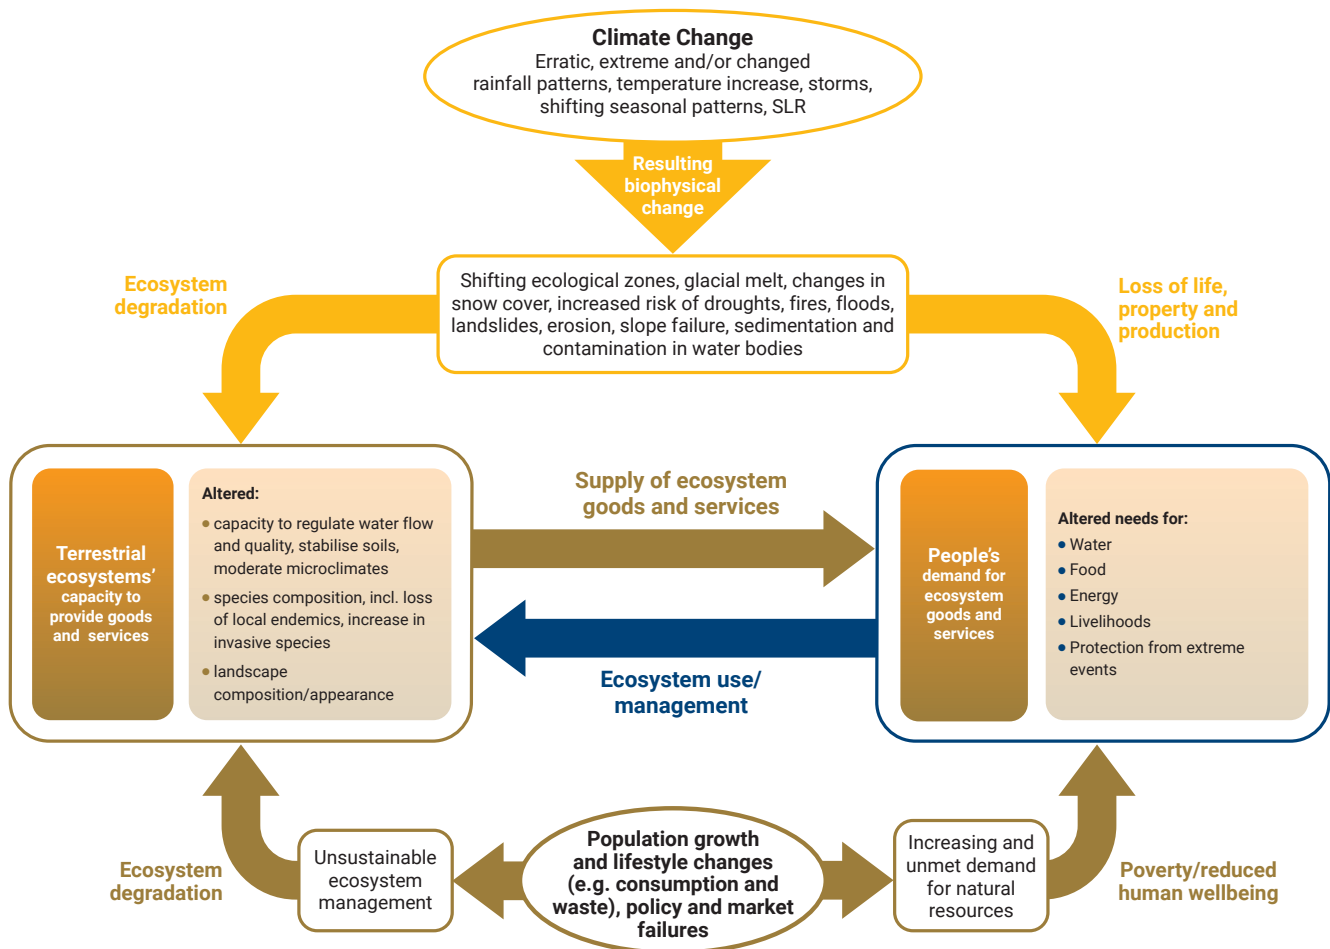 Climate Change
Erratic, extreme and/or changed
rainfall patterns, temperature increase, storms,
shifting seasonal patterns, SLR
Resulting
biophysical
change
Ecosystem
degradation
Shifting ecological zones, glacial melt, changes in
snow cover, increased risk of droughts, fires, floods,
landslides, erosion, slope failure, sedimentation and
contamination in water bodies
Loss of life,
property and
production
Terrestrial
ecosystems’
capacity to
provide goods
and services
Altered:
• capacity to regulate water flow
and quality, stabilise soils,
moderate microclimates
• species composition, incl. loss
of local endemics, increase in
invasive species
• landscape
composition/appearance
Supply of ecosystem
goods and services
Ecosystem use/
management
People’s
demand for
ecosystem
goods and
services
Altered needs for:
• Water
• Food
• Energy
• Livelihoods
• Protection from extreme
events
Ecosystem
degradation
Unsustainable
ecosystem
management
Population growth
and lifestyle changes
(e.g. consumption and
waste), policy and market
failures
Increasing and
unmet demand
for natural
resources
Poverty/reduced
human wellbeing